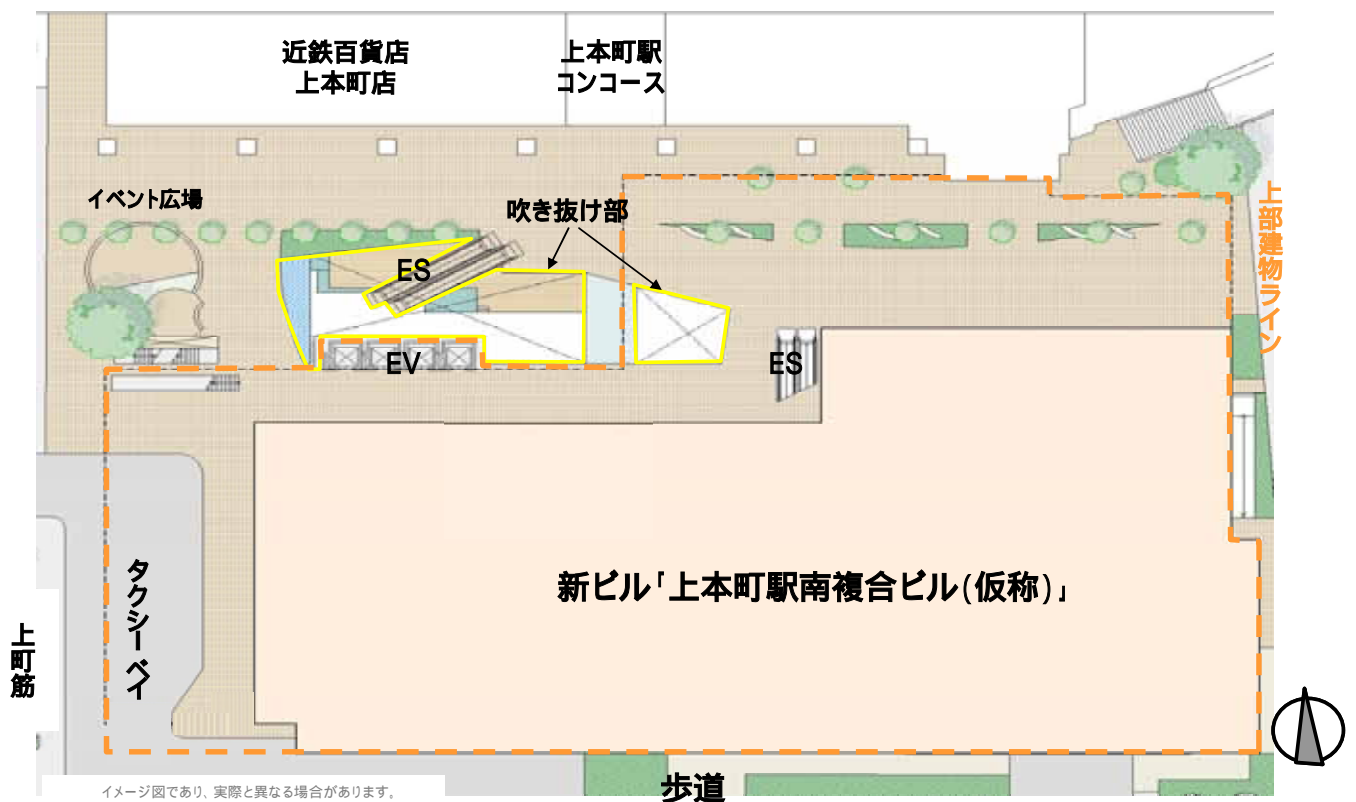 近鉄百貨店
上本町店
上本町駅
コンコース
イベント広場
吹き抜け部
上部建物ライン
ES
EV
ES
新ビル「上本町駅南複合ビル(仮称)」
タクシーベイ
上町筋
歩道
イメージ図であり、実際と異なる場合があります。